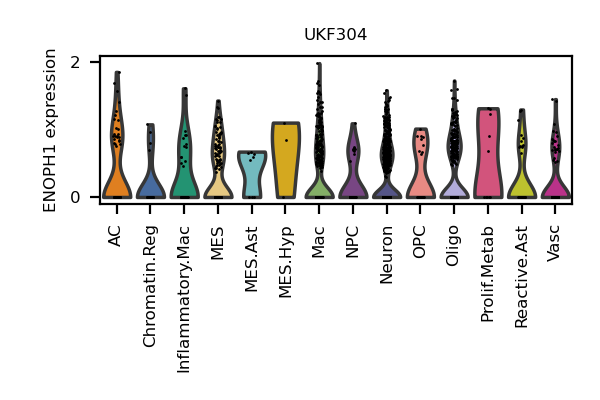 UKF304
ENOPH1 expression
2
0
AC
Chromatin.Reg
Inflammatory.Mac
MES
MES.Ast
MES.Hyp
Mac
NPC
Neuron
OPC
Oligo
Prolif.Metab
Reactive.Ast
Vasc